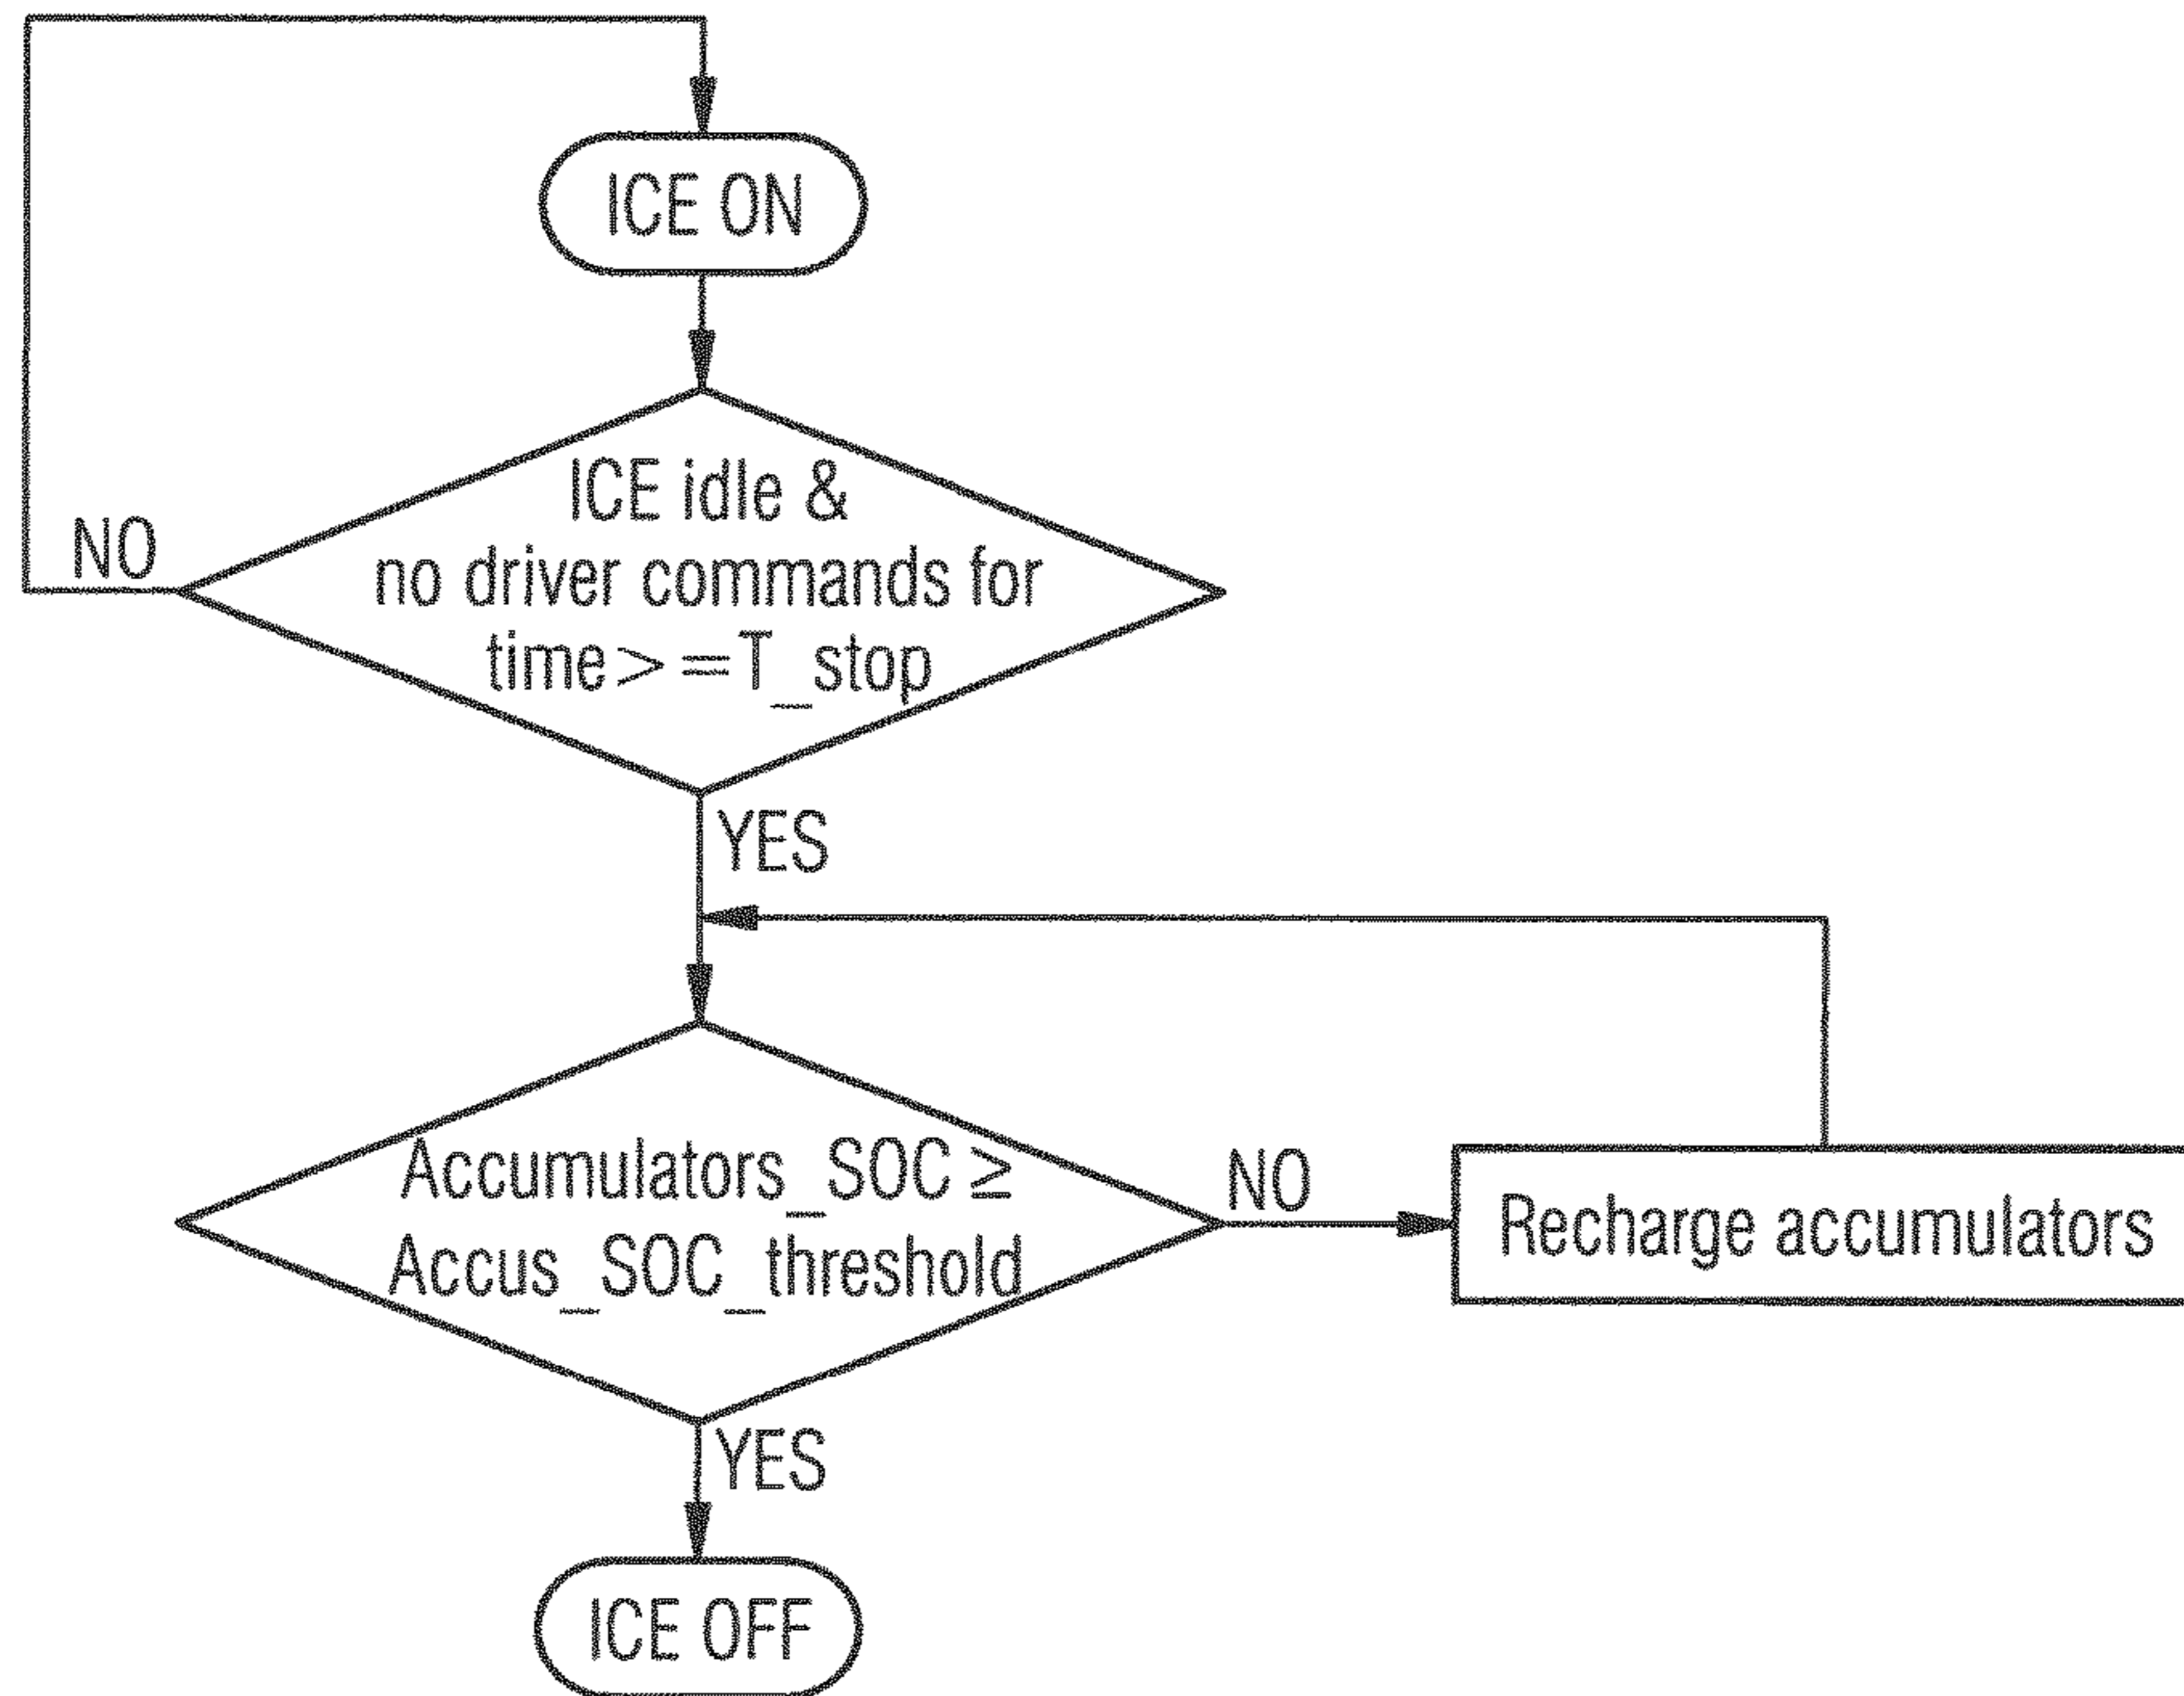 ICE ON
ICE idle &
no driver commands for
time > =T_stop
NO
YES
Accumulators_SOC ≥
Accus_SOC_threshold
NO
Recharge accumulators
YES
ICE OFF